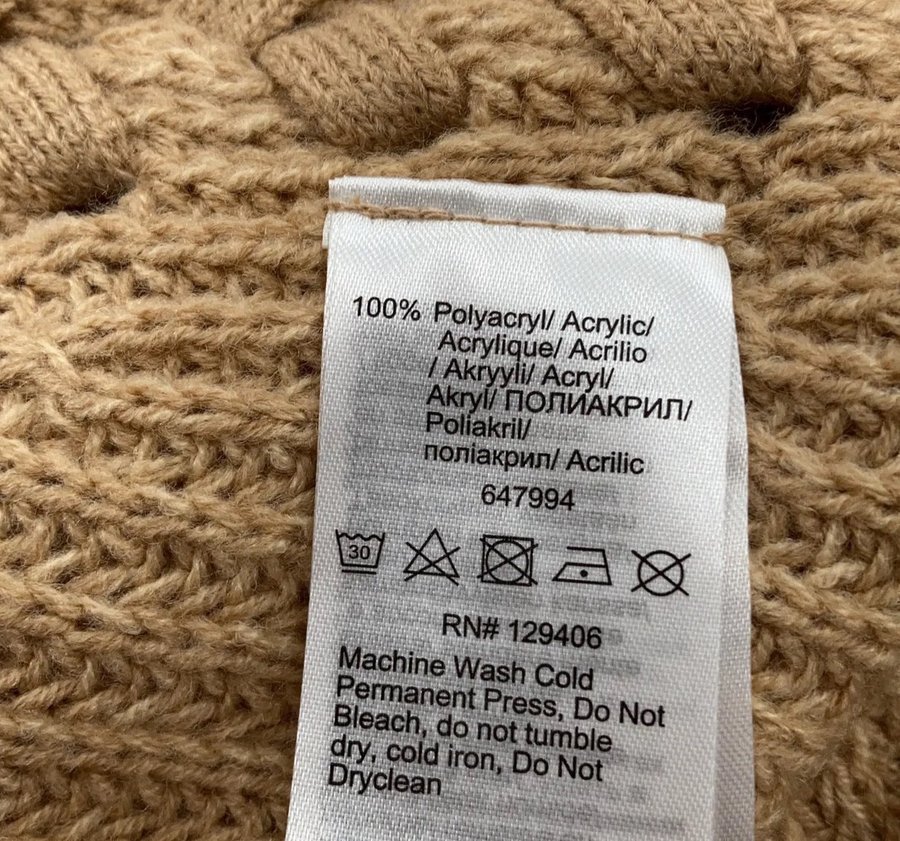 100% Polyacryl/ Acrylic/
Acrylique/ Acrilio
/ Akryyli/ Acryl/
Akryl/ ПОЛИАКРИЛ/
Poliakril/
поліакрил/ Acrilic
647994
30
RN# 129406
Machine Wash Cold
Permanent Press, Do Not
Bleach, do not tumble
dry, cold iron, Do Not
Dryclean